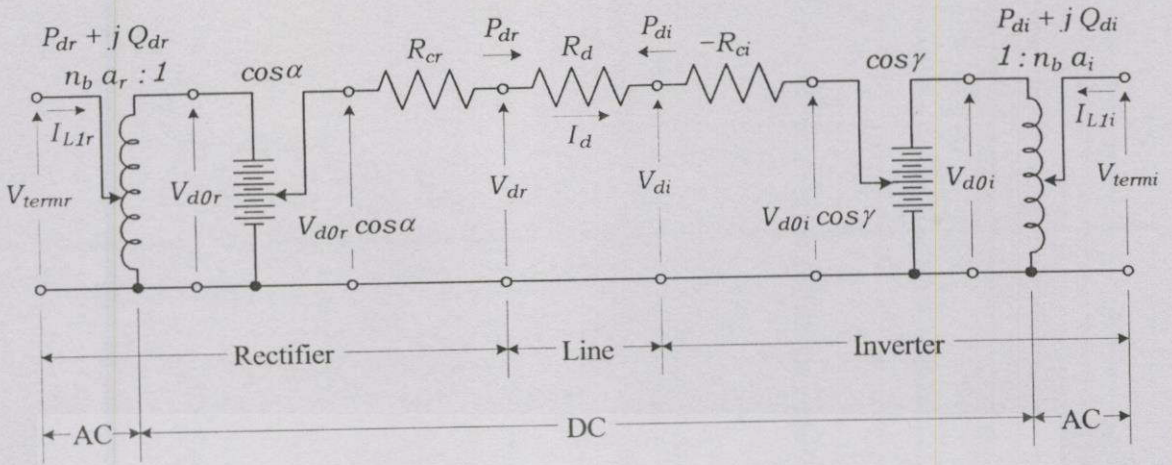 P_dr + j Q_dr
n_b a_r : 1
cosα
R_cr
P_dr
R_d
P_di
-R_ci
cosγ
P_di + j Q_di
1 : n_b a_i
I_L1r
I_d
I_L1i
V_termr
V_d0r
V_d0r cosα
V_dr
V_di
V_d0i cosγ
V_d0i
V_termi
Rectifier
Line
Inverter
AC
DC
AC